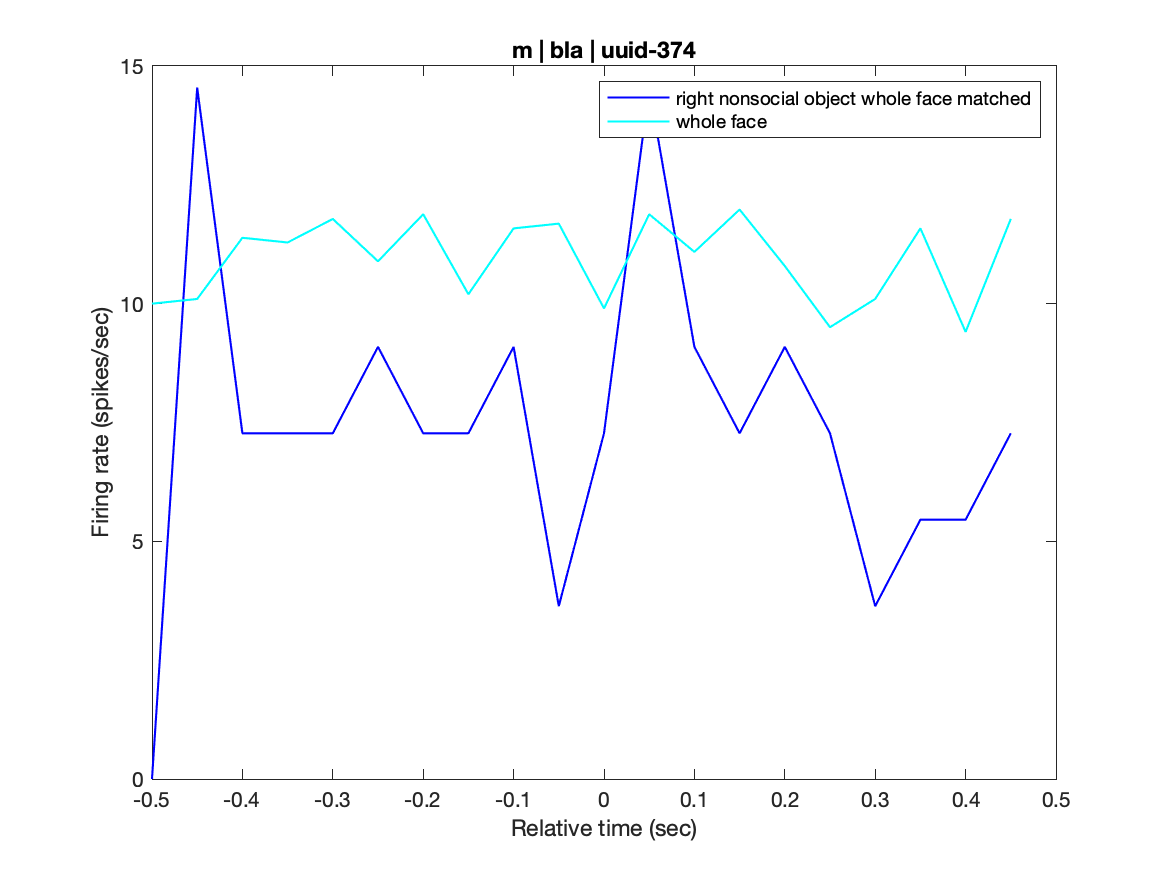 m | bla | uuid-374
right nonsocial object whole face matched
whole face
Firing rate (spikes/sec)
15
10
5
0
-0.5 -0.4 -0.3 -0.2 -0.1 0 0.1 0.2 0.3 0.4 0.5
Relative time (sec)